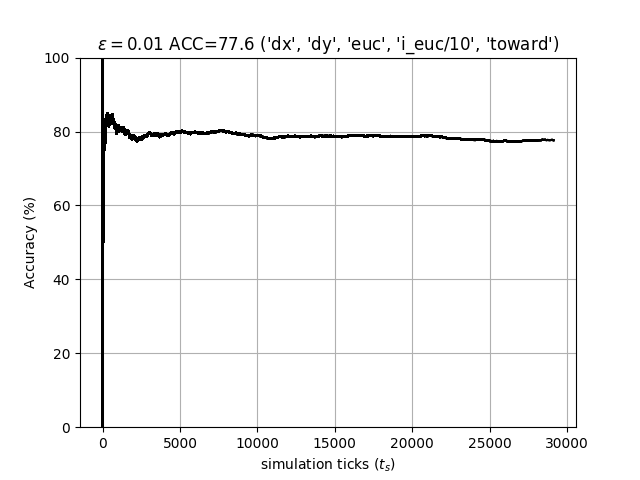 ε = 0.01 ACC=77.6 ('dx', 'dy', 'euc', 'i_euc/10', 'toward')
100
80
60
40
20
0
Accuracy (%)
0 5000 10000 15000 20000 25000 30000
simulation ticks (tₛ)